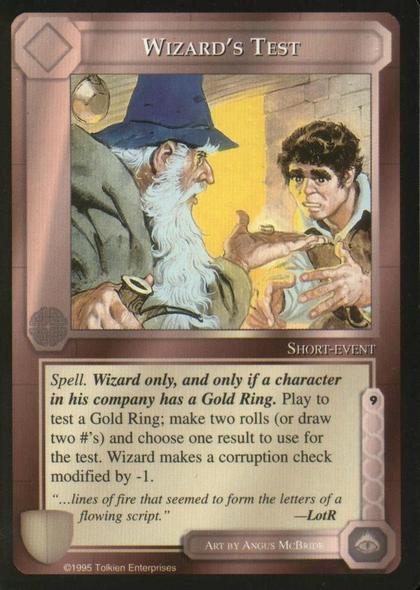 WIZARD'S TEST
SHORT-EVENT
Spell. Wizard only, and only if a character
in his company has a Gold Ring. Play to
test a Gold Ring; make two rolls (or draw
two #'s) and choose one result to use for
the test. Wizard makes a corruption check
modified by -1.
9
"...lines of fire that seemed to form the letters of a
flowing script." —LotR
ART BY ANGUS MCBRIDE
©1995 Tolkien Enterprises